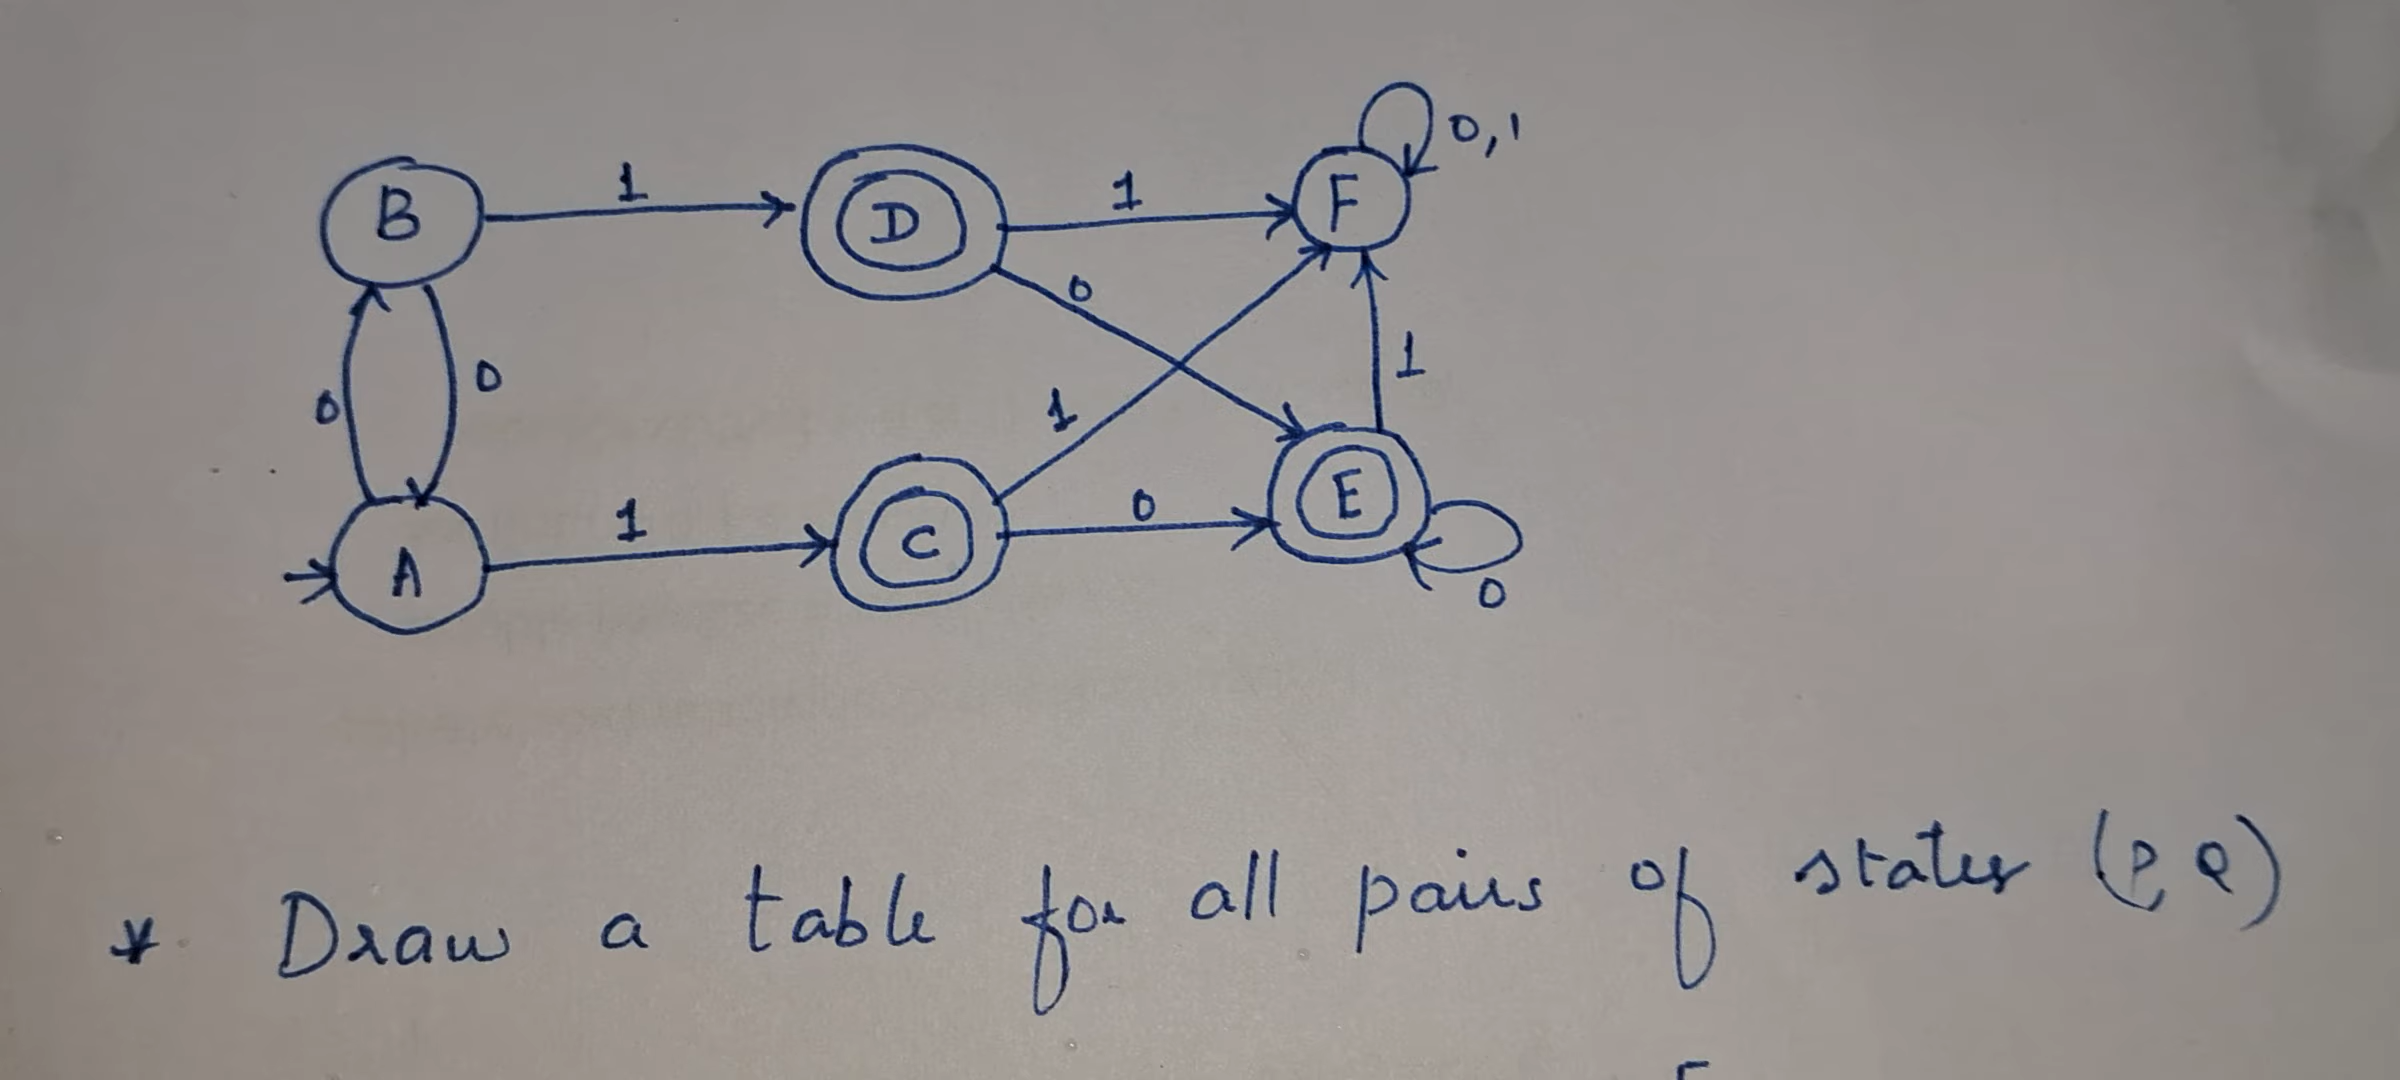 0,1
B 1 D 1 F
0
0 0 1 1
A 1 C 0 E
0
* Draw a table for all pairs of states (P, Q)